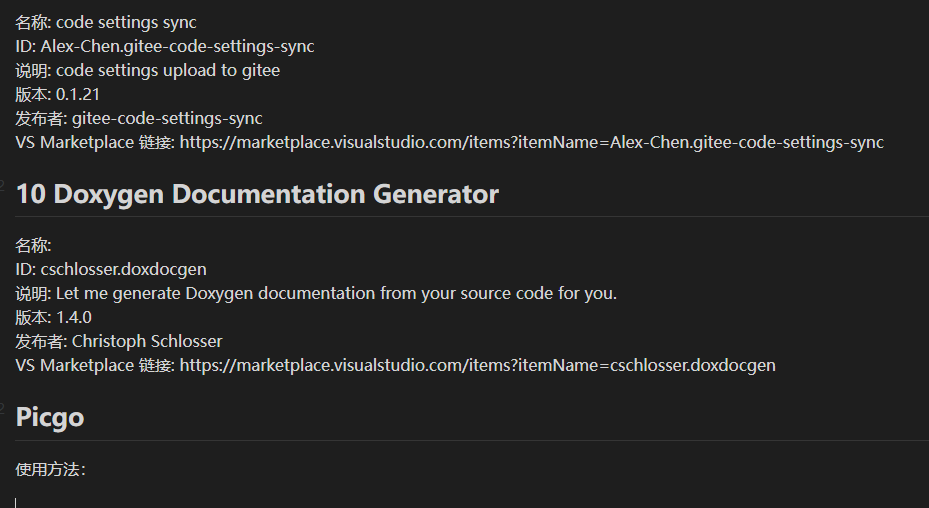 名称: code settings sync
ID: Alex-Chen.gitee-code-settings-sync
说明: code settings upload to gitee
版本: 0.1.21
发布者: gitee-code-settings-sync
VS Marketplace 链接: https://marketplace.visualstudio.com/items?itemName=Alex-Chen.gitee-code-settings-sync
10 Doxygen Documentation Generator
名称:
ID: cschlosser.doxdocgen
说明: Let me generate Doxygen documentation from your source code for you.
版本: 1.4.0
发布者: Christoph Schlosser
VS Marketplace 链接: https://marketplace.visualstudio.com/items?itemName=cschlosser.doxdocgen
Picgo
使用方法：